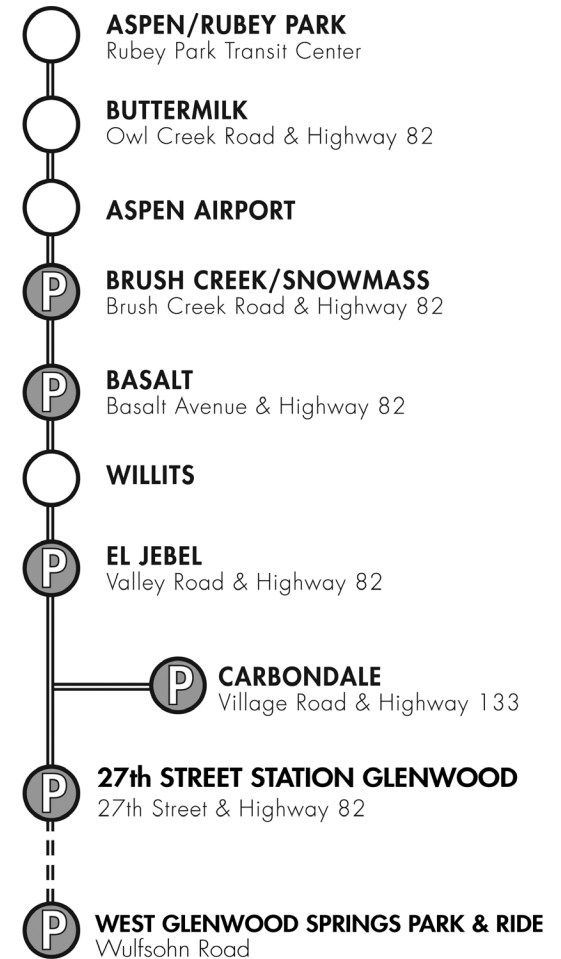 ASPEN/RUBEY PARK
Rubey Park Transit Center
BUTTERMILK
Owl Creek Road & Highway 82
ASPEN AIRPORT
P
BRUSH CREEK/SNOWMASS
Brush Creek Road & Highway 82
P
BASALT
Basalt Avenue & Highway 82
WILLITS
P
EL JEBEL
Valley Road & Highway 82
P
CARBONDALE
Village Road & Highway 133
P
27th STREET STATION GLENWOOD
27th Street & Highway 82
P
WEST GLENWOOD SPRINGS PARK & RIDE
Wulfsohn Road